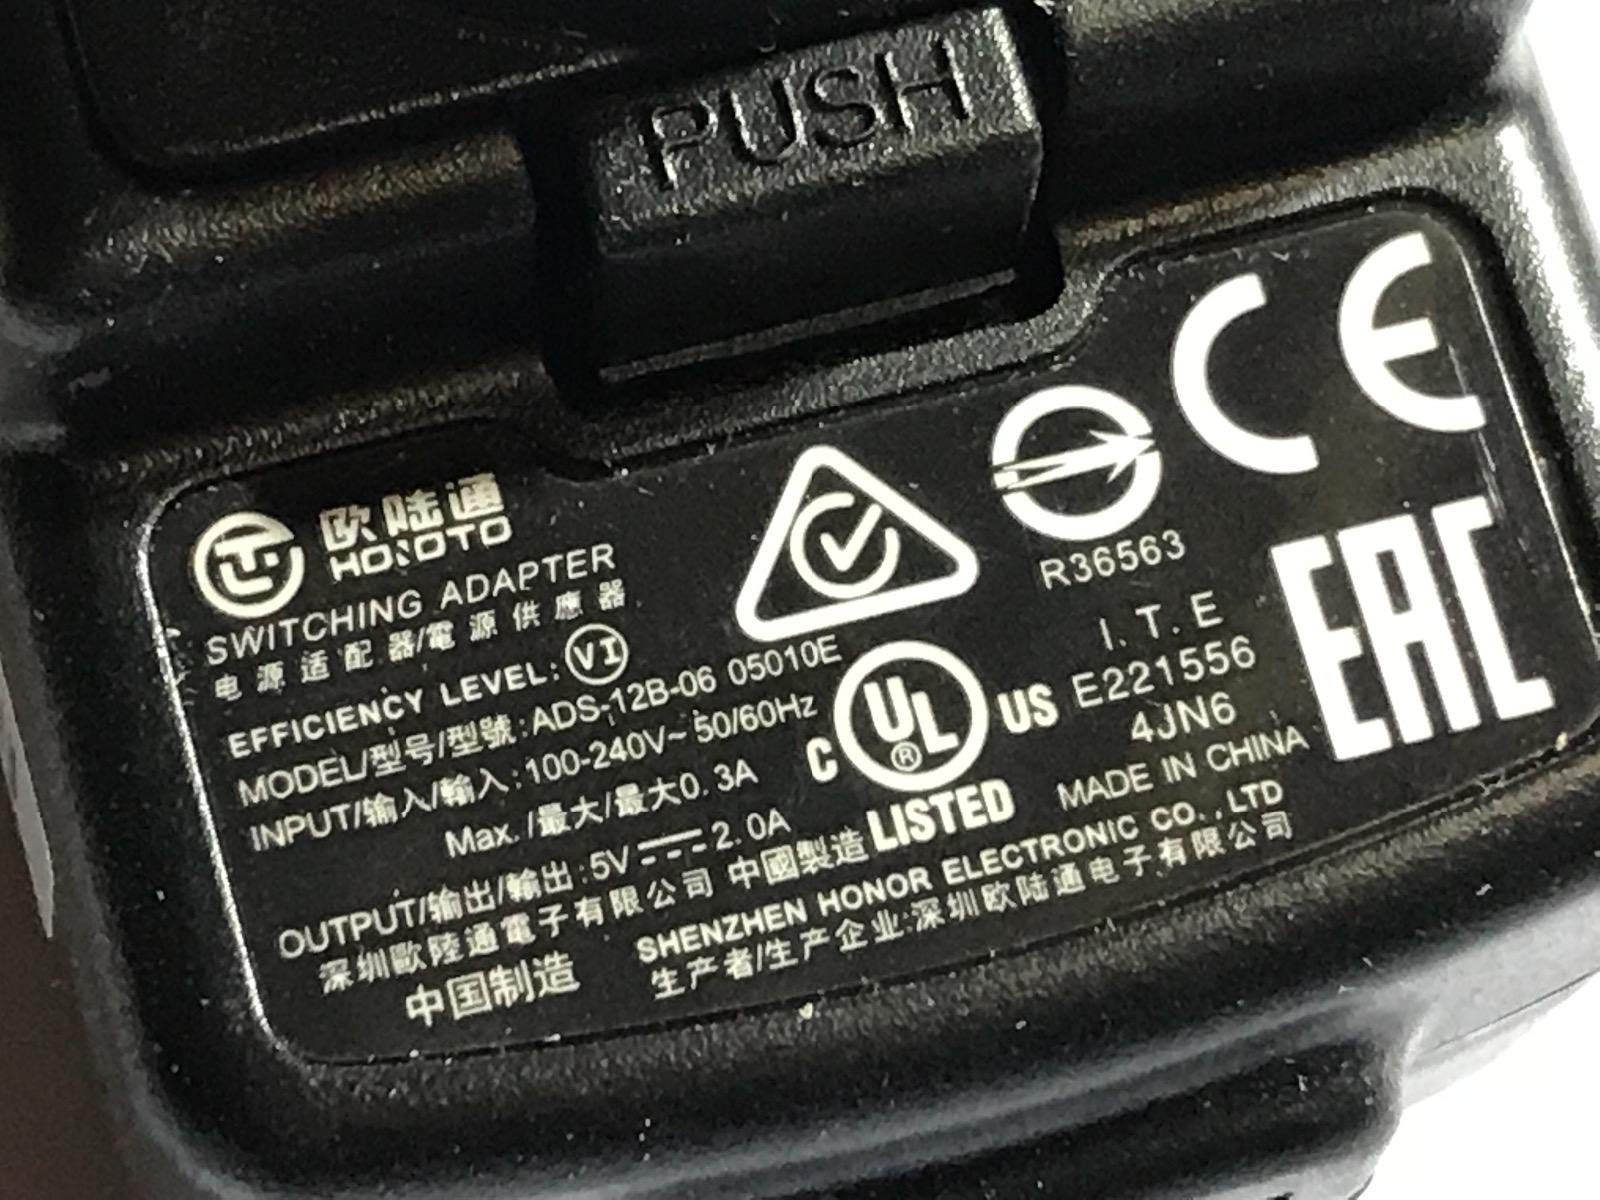 PUSH
CE
欧陆通
HONOTO
SWITCHING ADAPTER
电源适配器/電源供應器
EFFICIENCY LEVEL: VI
MODEL/型号/型號:ADS-12B-06 05010E
INPUT/输入/輸入:100-240V~50/60Hz
Max./最大/最大0.3A
OUTPUT/输出/輸出:5V⎓2.0A
深圳歐陸通電子有限公司 中國製造
中国制造
R36563
EAC
C UL® US
LISTED
I.T.E
E221556
4JN6
MADE IN CHINA
SHENZHEN HONOR ELECTRONIC CO.,LTD
生产者/生产企业:深圳欧陆通电子有限公司